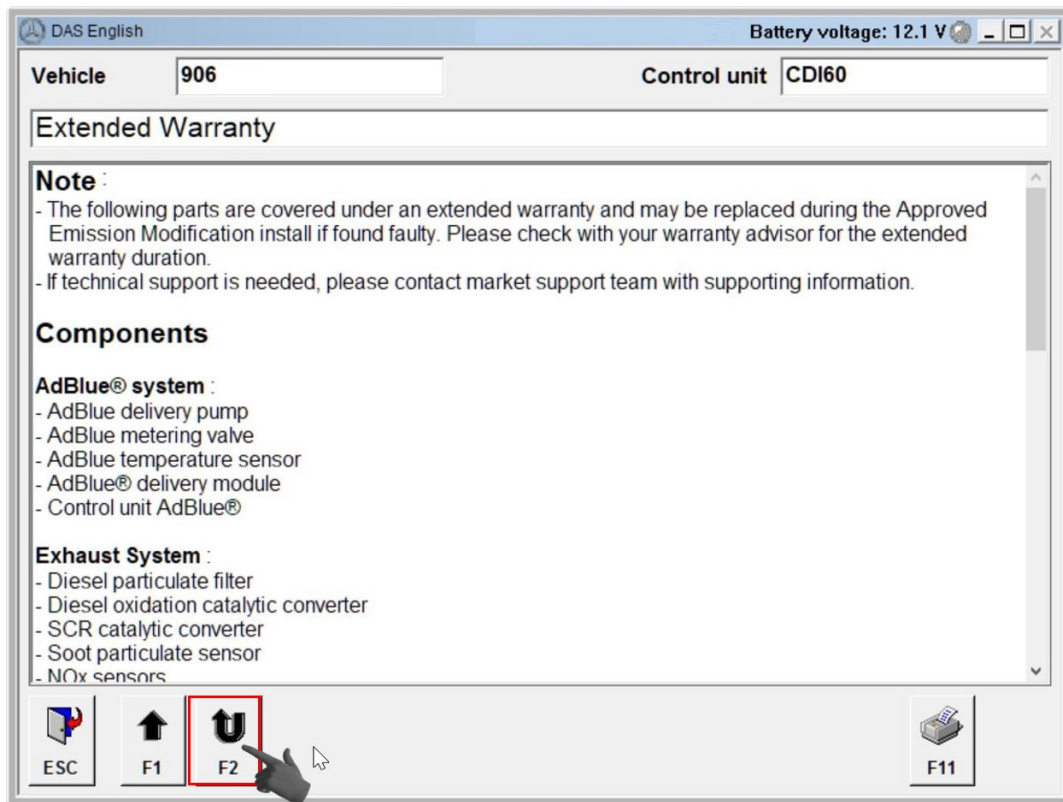 DAS English
Battery voltage: 12.1 V
Vehicle 906 Control unit CDI60
Extended Warranty
Note :
- The following parts are covered under an extended warranty and may be replaced during the Approved
Emission Modification install if found faulty. Please check with your warranty advisor for the extended
warranty duration.
- If technical support is needed, please contact market support team with supporting information.
Components
AdBlue® system :
- AdBlue delivery pump
- AdBlue metering valve
- AdBlue temperature sensor
- AdBlue® delivery module
- Control unit AdBlue®
Exhaust System :
- Diesel particulate filter
- Diesel oxidation catalytic converter
- SCR catalytic converter
- Soot particulate sensor
- NOx sensors
ESC F1 F2 F11